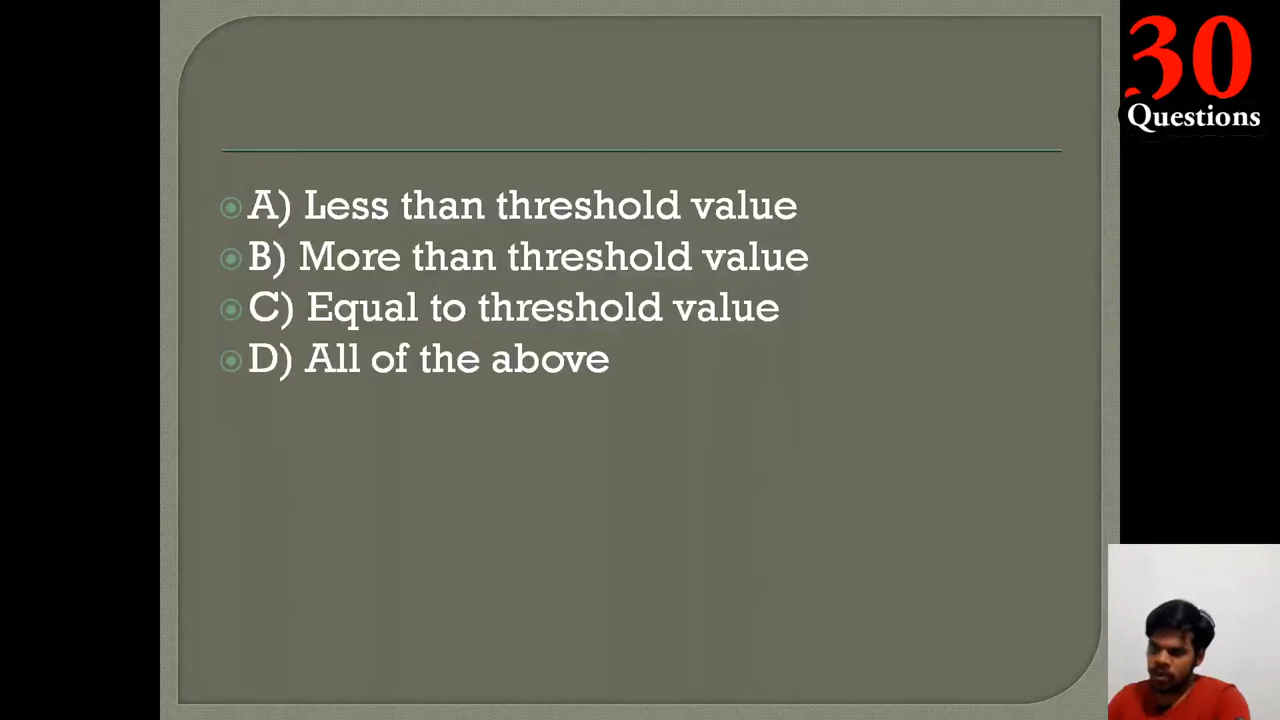 30
Questions
A) Less than threshold value
B) More than threshold value
C) Equal to threshold value
D) All of the above